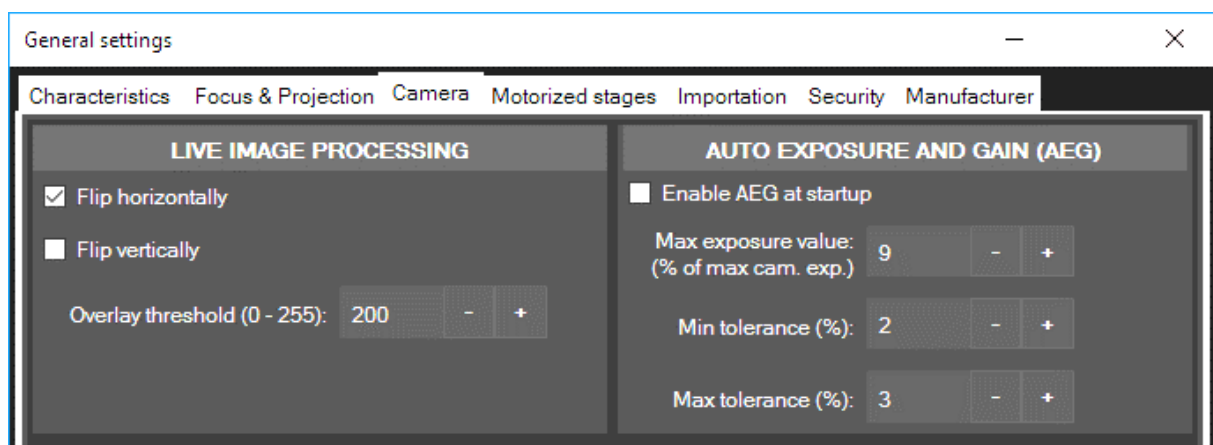 General settings
Characteristics Focus & Projection Camera Motorized stages Importation Security Manufacturer
LIVE IMAGE PROCESSING
Flip horizontally
Flip vertically
Overlay threshold (0 - 255): 200 - +
AUTO EXPOSURE AND GAIN (AEG)
Enable AEG at startup
Max exposure value:
(% of max cam. exp.) 9 - +
Min tolerance (%): 2 - +
Max tolerance (%): 3 - +